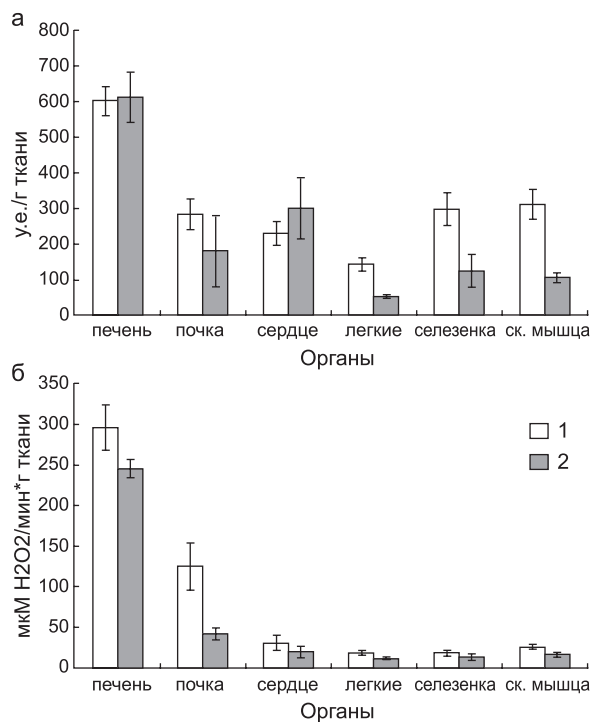 а
у.е./г ткани
800
700
600
500
400
300
200
100
0
печень почка сердце легкие селезенка ск. мышца
Органы
б
мкМ H2O2/мин*г ткани
350
300
250
200
150
100
50
0
1
2
печень почка сердце легкие селезенка ск. мышца
Органы